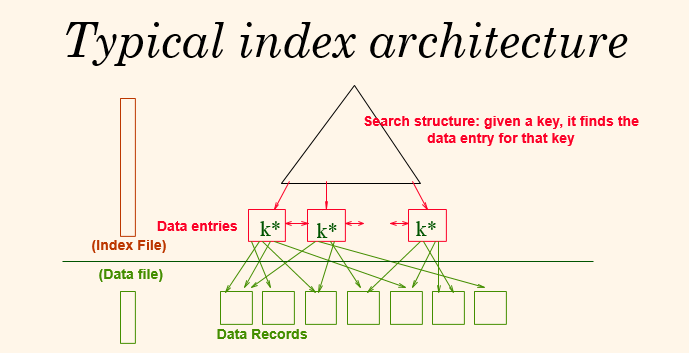 Typical index architecture
Search structure: given a key, it finds the
data entry for that key
Data entries
k*
k*
k*
(Index File)
(Data file)
Data Records